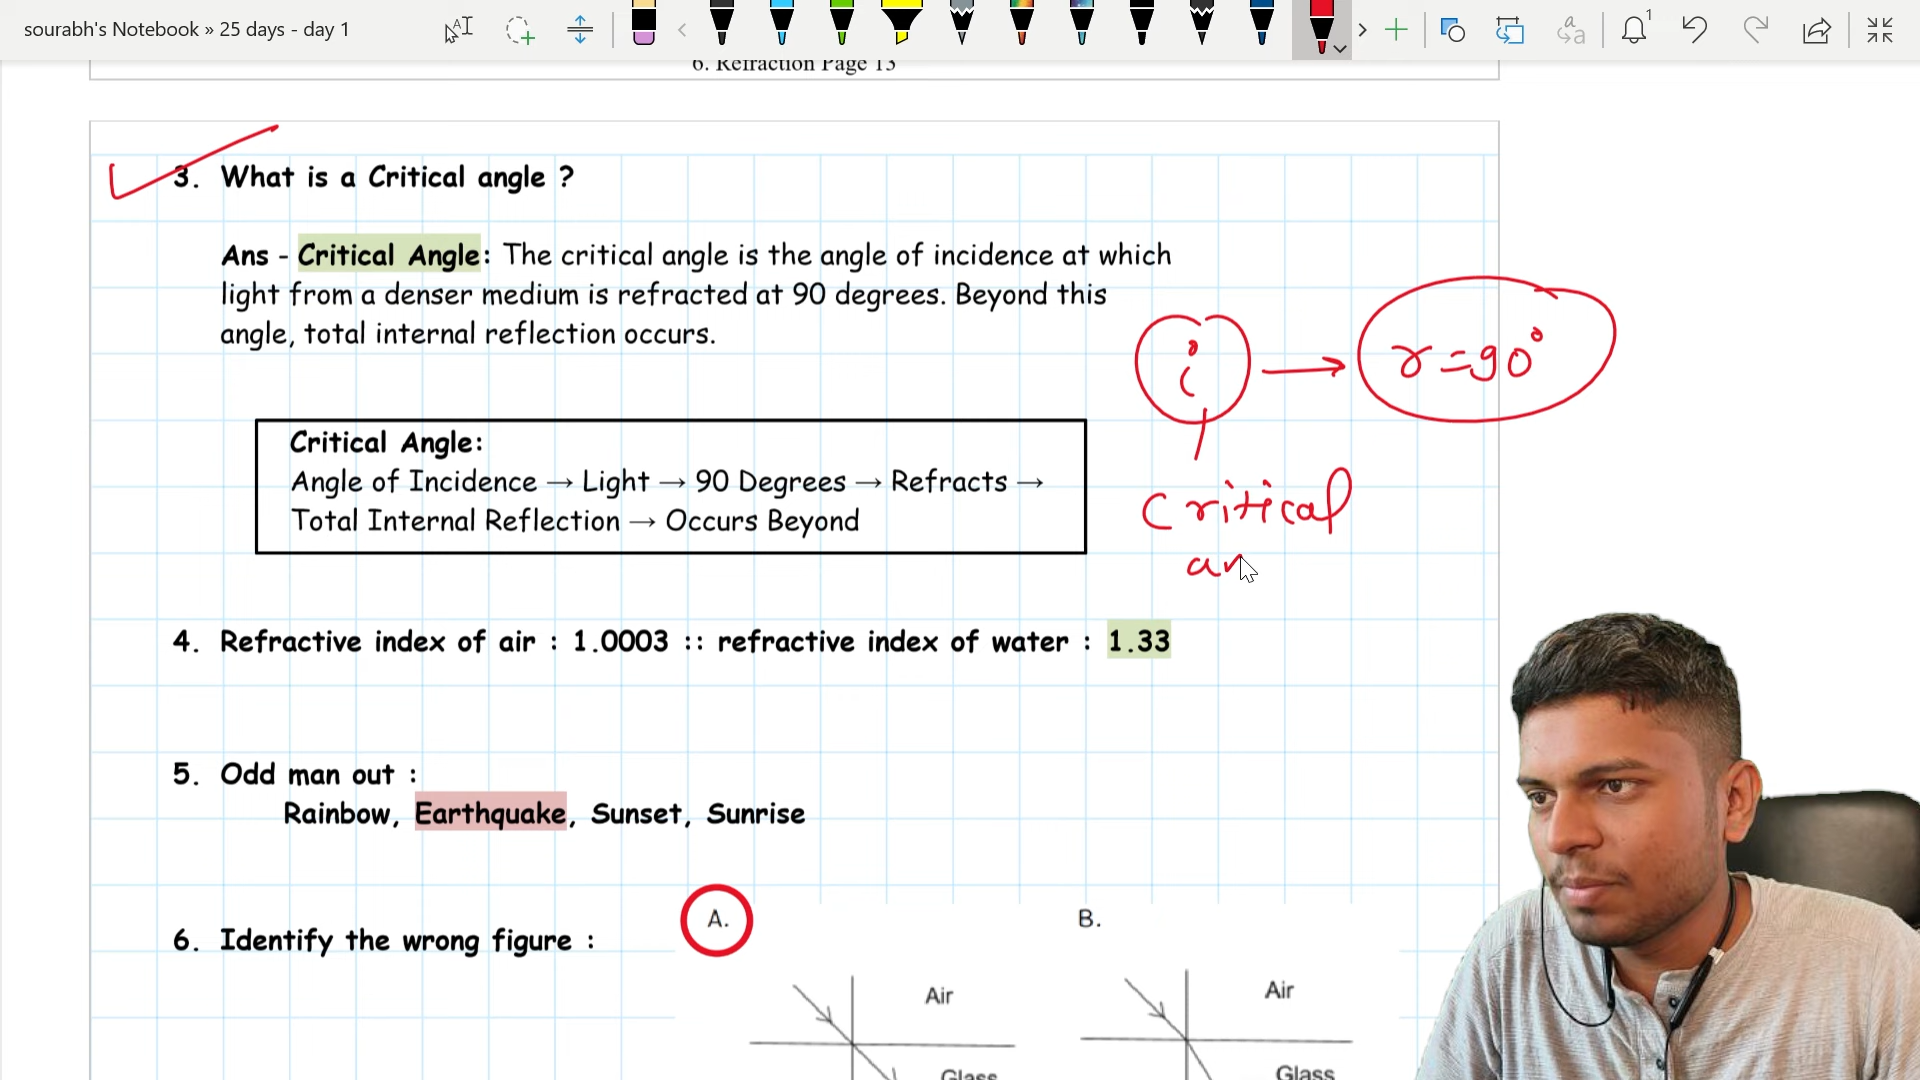 sourabh's Notebook » 25 days - day 1
1
6. Refraction Page 13
3. What is a Critical angle ?
Ans - Critical Angle: The critical angle is the angle of incidence at which
light from a denser medium is refracted at 90 degrees. Beyond this
angle, total internal reflection occurs.
i → r=90°
Critical
an
Critical Angle:
Angle of Incidence → Light → 90 Degrees → Refracts →
Total Internal Reflection → Occurs Beyond
4. Refractive index of air : 1.0003 :: refractive index of water : 1.33
5. Odd man out :
Rainbow, Earthquake, Sunset, Sunrise
6. Identify the wrong figure :
A.
B.
Air
Air
Glass
Glass